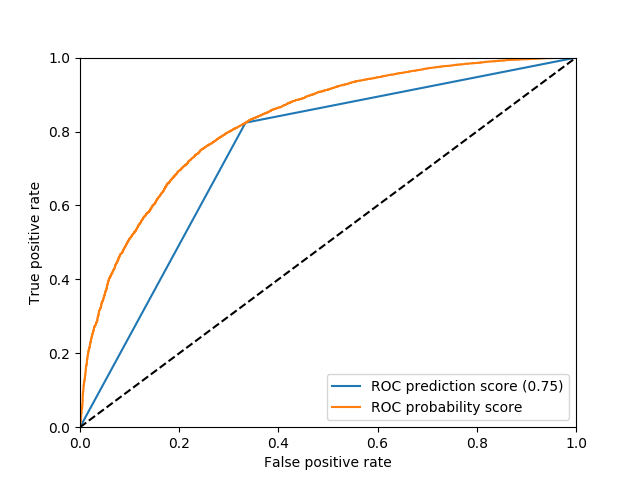 1.0
0.8
0.6
0.4
0.2
0.0
True positive rate
0.0 0.2 0.4 0.6 0.8 1.0
False positive rate
ROC prediction score (0.75)
ROC probability score